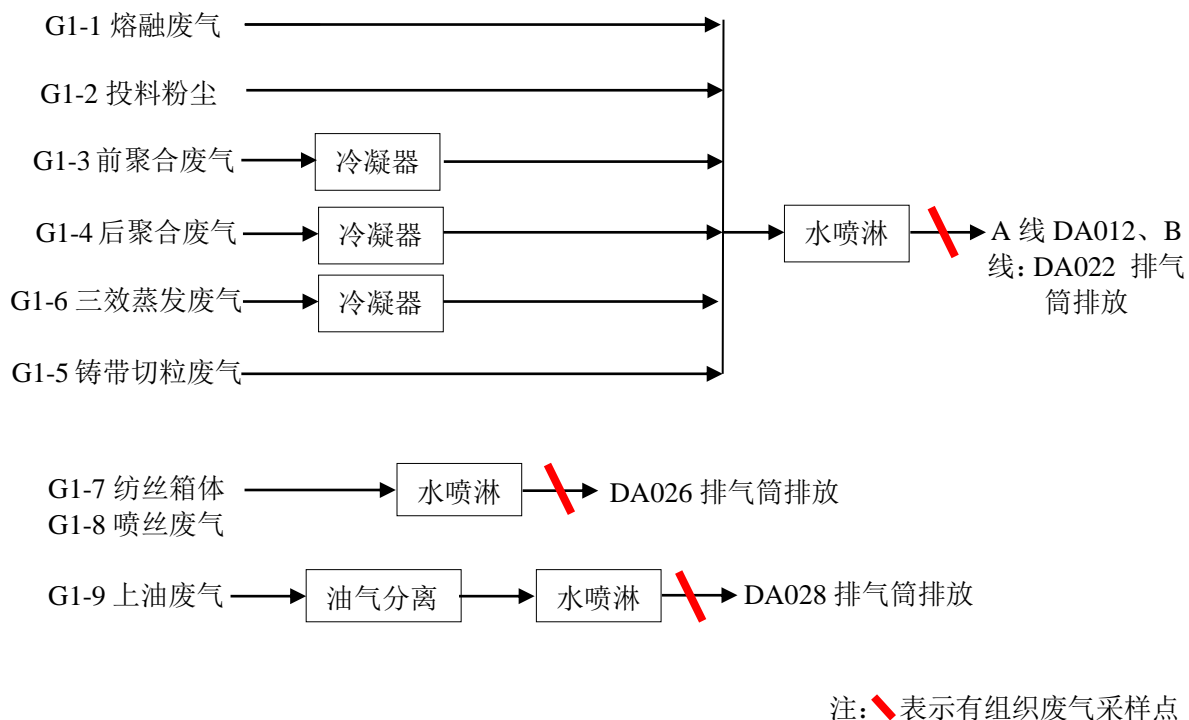 G1-1 熔融废气
G1-2 投料粉尘
G1-3 前聚合废气
冷凝器
G1-4 后聚合废气
冷凝器
水喷淋
A 线 DA012、B
线：DA022 排气
筒排放
G1-6 三效蒸发废气
冷凝器
G1-5 铸带切粒废气
G1-7 纺丝箱体
G1-8 喷丝废气
水喷淋
DA026 排气筒排放
G1-9 上油废气
油气分离
水喷淋
DA028 排气筒排放
注：表示有组织废气采样点